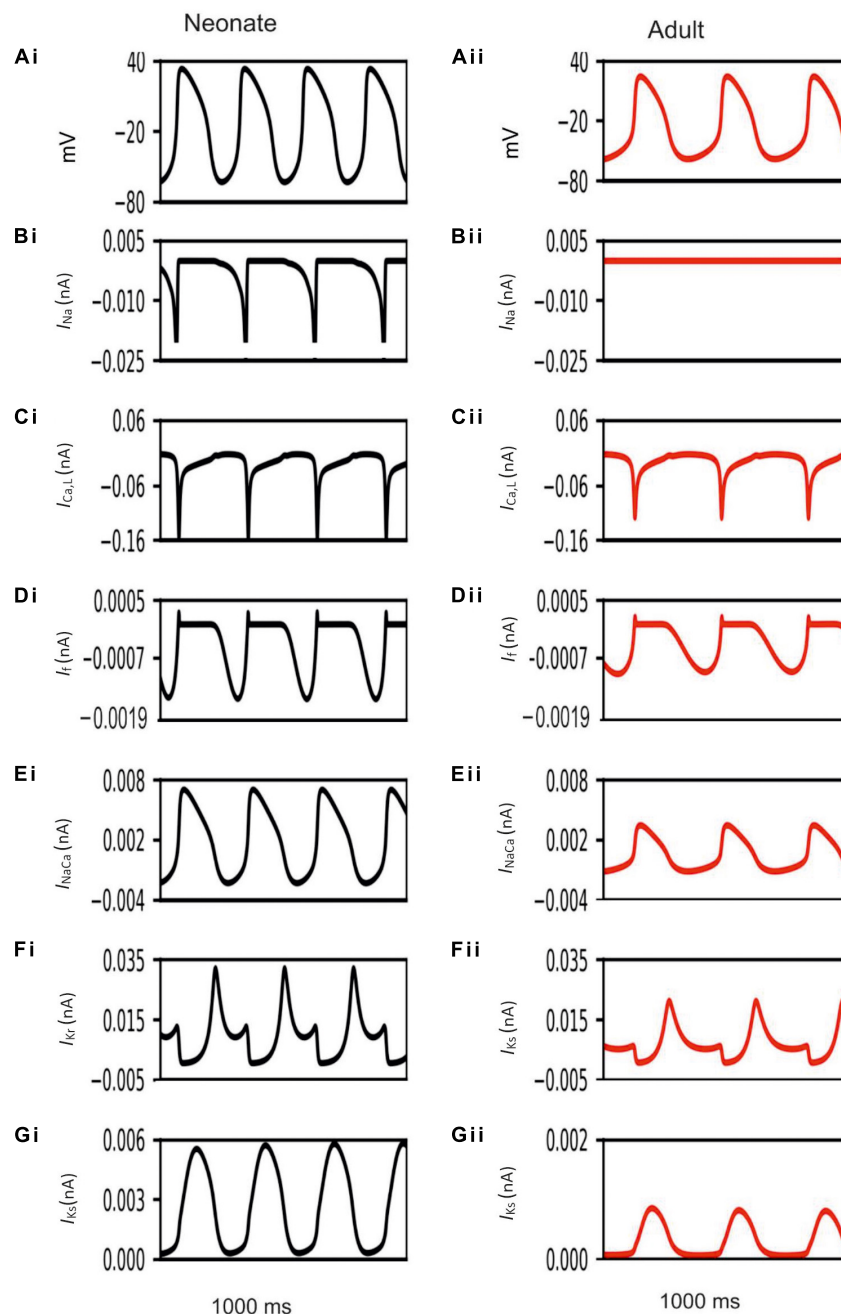 Neonate
Adult
Ai
40
−20
−80
mV
Aii
40
−20
−80
mV
Bi
0.005
−0.010
−0.025
INa (nA)
Bii
0.005
−0.010
−0.025
INa (nA)
Ci
0.06
−0.06
−0.16
ICa,L (nA)
Cii
0.06
−0.06
−0.16
ICa,L (nA)
Di
0.0005
−0.0007
−0.0019
If (nA)
Dii
0.0005
−0.0007
−0.0019
If (nA)
Ei
0.008
0.002
−0.004
INaCa (nA)
Eii
0.008
0.002
−0.004
INaCa (nA)
Fi
0.035
0.015
−0.005
IKr (nA)
Fii
0.035
0.015
−0.005
IKs (nA)
Gi
0.006
0.003
0.000
IKs(nA)
Gii
0.002
0.000
IKs (nA)
1000 ms
1000 ms